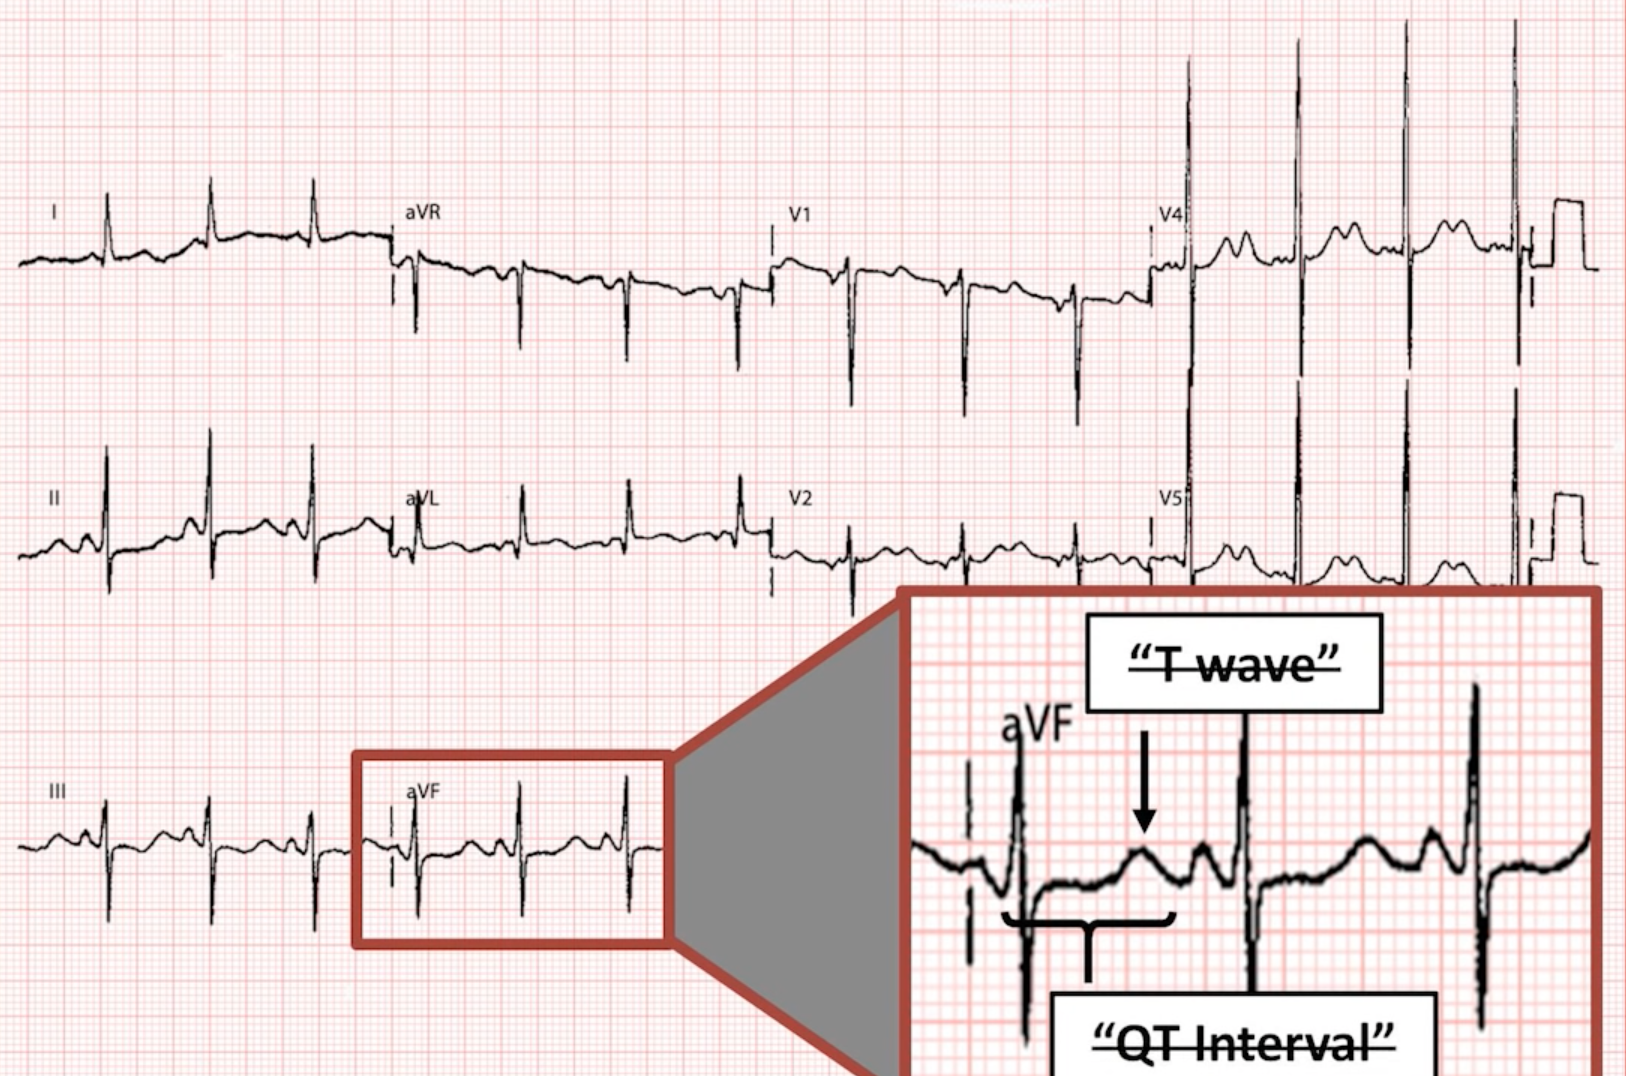 I aVR V1 V4
II aVL V2 V5
III aVF
"T wave"
aVF
"QT Interval"